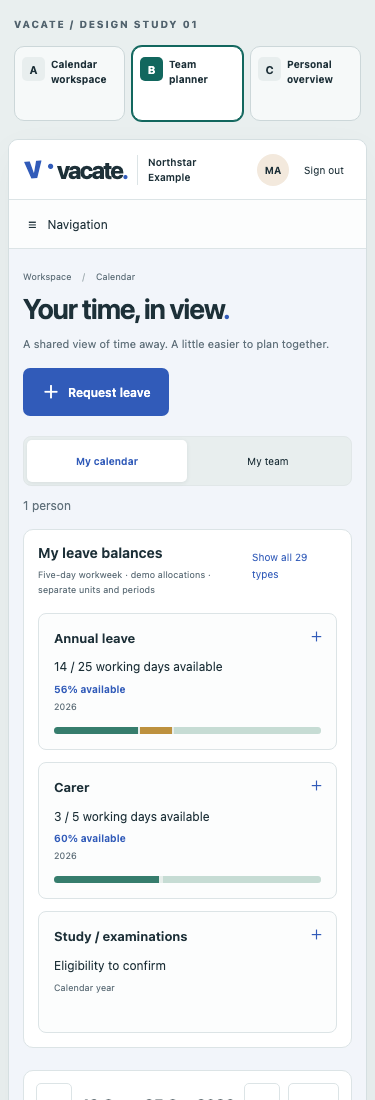 VACATE / DESIGN STUDY 01
A Calendar workspace
B Team planner
C Personal overview
vacate.
Northstar Example
MA
Sign out
≡ Navigation
Workspace / Calendar
Your time, in view.
A shared view of time away. A little easier to plan together.
+ Request leave
My calendar
My team
1 person
My leave balances
Show all 29 types
Five-day workweek · demo allocations ·
separate units and periods
Annual leave +
14 / 25 working days available
56% available
2026
Carer +
3 / 5 working days available
60% available
2026
Study / examinations +
Eligibility to confirm
Calendar year